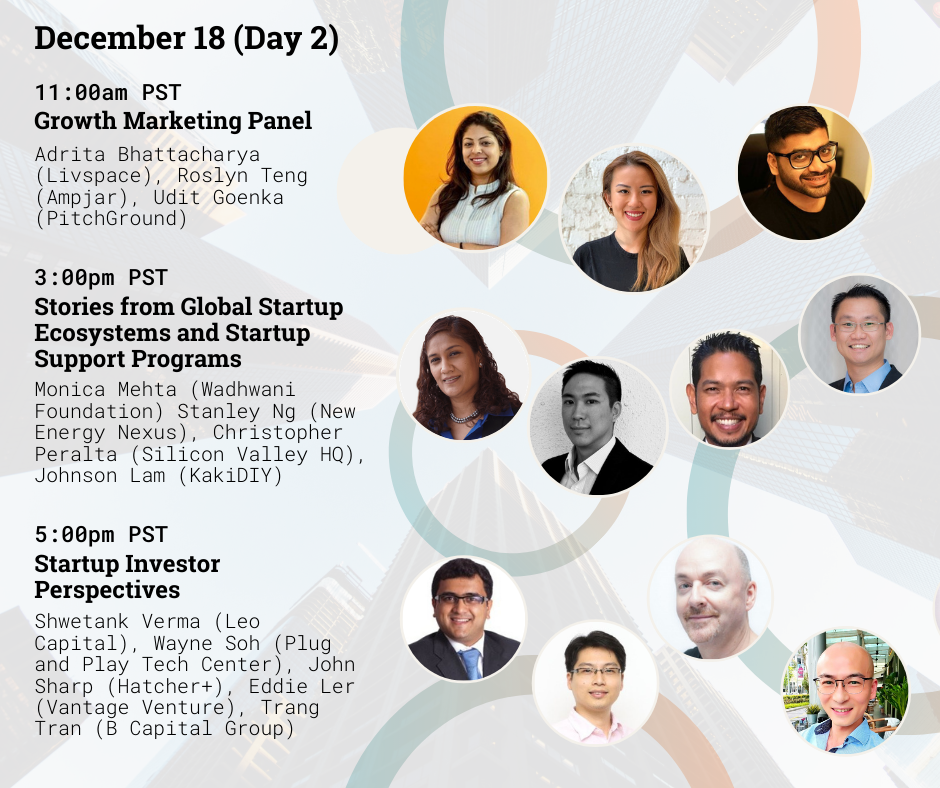 December 18 (Day 2)
11:00am PST
Growth Marketing Panel
Adrita Bhattacharya
(Livspace), Roslyn Teng
(Ampjar), Udit Goenka
(PitchGround)
3:00pm PST
Stories from Global Startup
Ecosystems and Startup
Support Programs
Monica Mehta (Wadhwani
Foundation) Stanley Ng (New
Energy Nexus), Christopher
Peralta (Silicon Valley HQ),
Johnson Lam (KakiDIY)
5:00pm PST
Startup Investor
Perspectives
Shwetank Verma (Leo
Capital), Wayne Soh (Plug
and Play Tech Center), John
Sharp (Hatcher+), Eddie Ler
(Vantage Venture), Trang
Tran (B Capital Group)